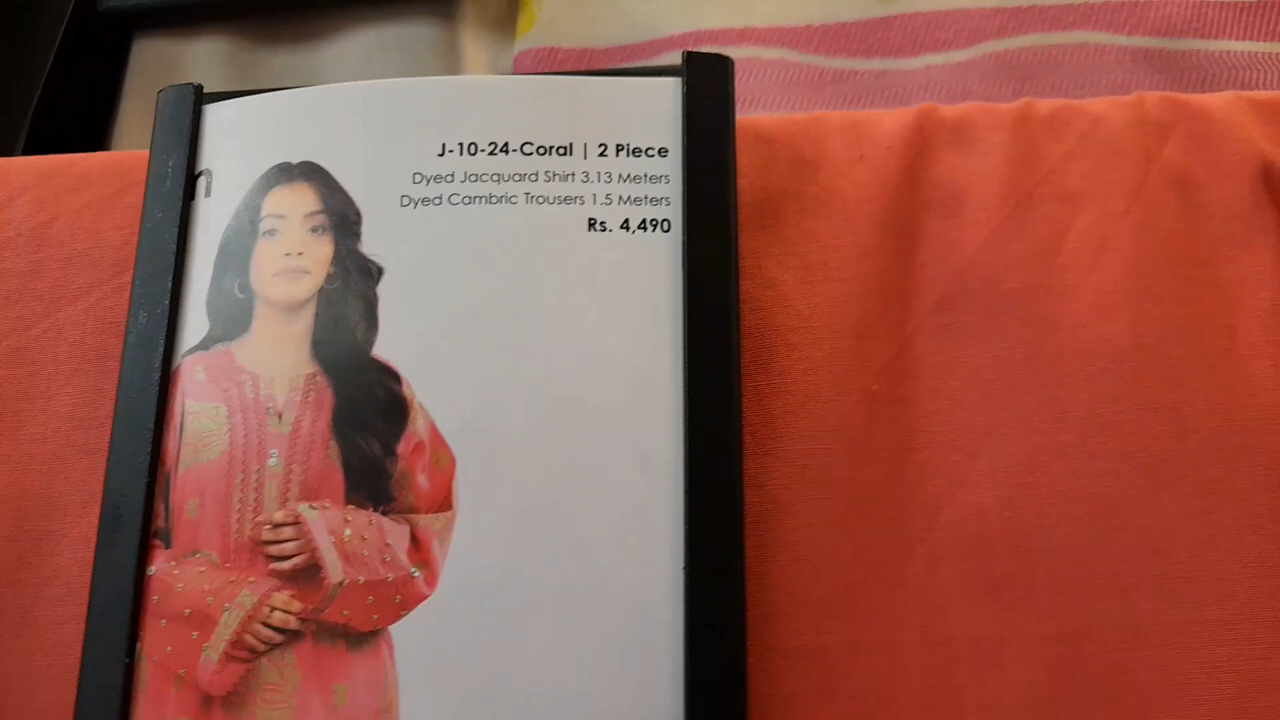 J-10-24-Coral | 2 Piece
Dyed Jacquard Shirt 3.13 Meters
Dyed Cambric Trousers 1.5 Meters
Rs. 4,490